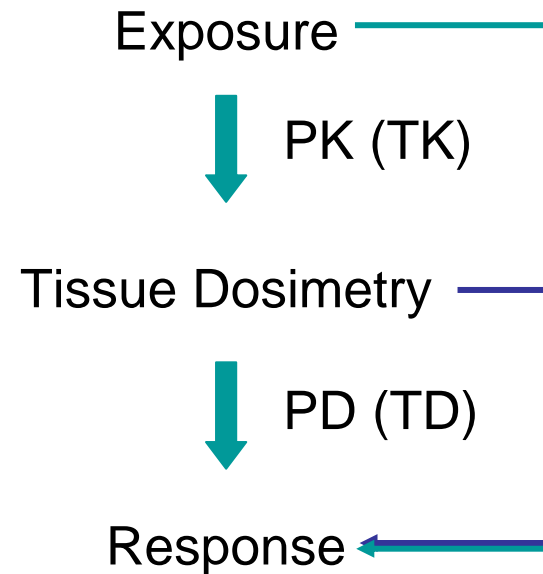 Exposure
PK (TK)
Tissue Dosimetry
PD (TD)
Response